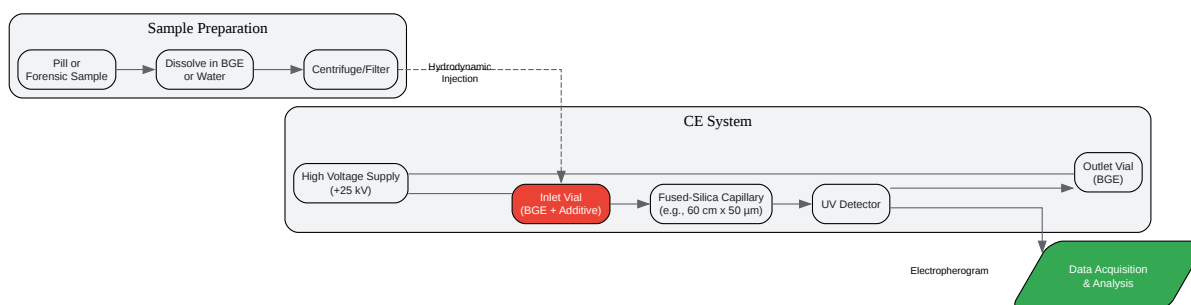 Sample Preparation
Pill or
Forensic Sample
Dissolve in BGE
or Water
Centrifuge/Filter
Hydrodynamic
Injection
CE System
High Voltage Supply
(+25 kV)
Inlet Vial
(BGE + Additive)
Fused-Silica Capillary
(e.g., 60 cm x 50 µm)
UV Detector
Outlet Vial
(BGE)
Electropherogram
Data Acquisition
& Analysis